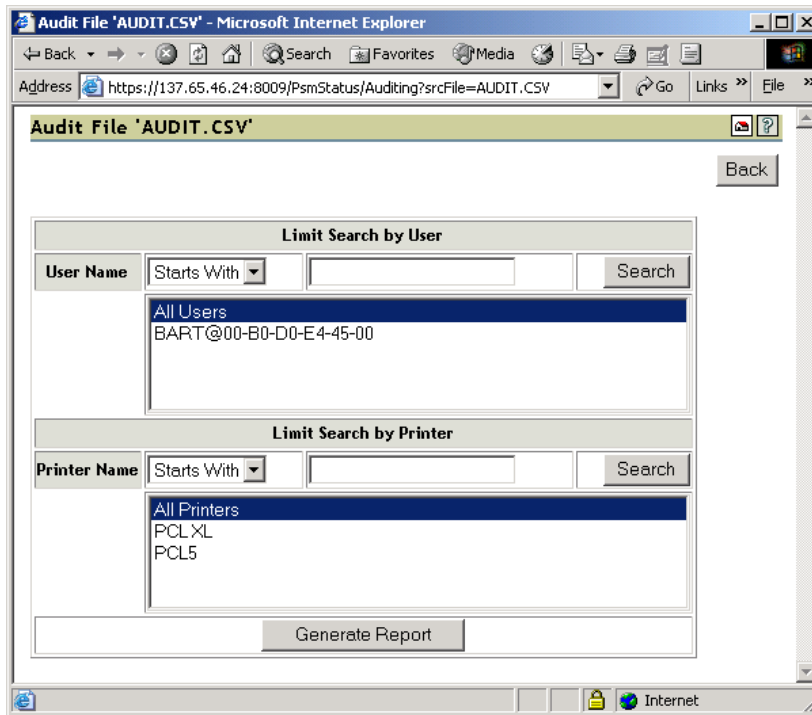 Audit File 'AUDIT.CSV' - Microsoft Internet Explorer
Back Search Favorites Media
Address https://137.65.46.24:8009/PsmStatus/Auditing?srcFile=AUDIT.CSV Go Links » File »
Audit File 'AUDIT.CSV' ?
Back
Limit Search by User
User Name Starts With Search
All Users
BART@00-B0-D0-E4-45-00
Limit Search by Printer
Printer Name Starts With Search
All Printers
PCL XL
PCL5
Generate Report
Internet